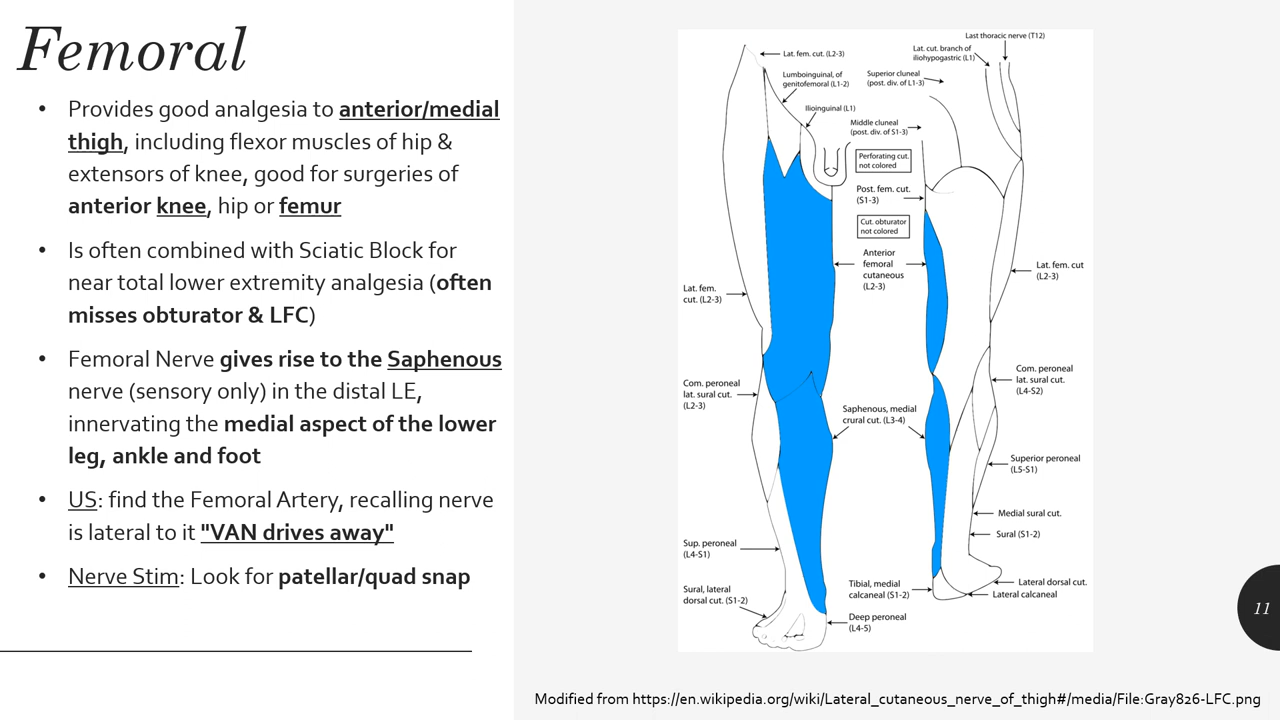 Femoral
• Provides good analgesia to anterior/medial
thigh, including flexor muscles of hip &
extensors of knee, good for surgeries of
anterior knee, hip or femur
• Is often combined with Sciatic Block for
near total lower extremity analgesia (often
misses obturator & LFC)
• Femoral Nerve gives rise to the Saphenous
nerve (sensory only) in the distal LE,
innervating the medial aspect of the lower
leg, ankle and foot
• US: find the Femoral Artery, recalling nerve
is lateral to it "VAN drives away"
• Nerve Stim: Look for patellar/quad snap
Last thoracic nerve (T12)
Lat. cut. branch of
iliohypogastric (L1)
Lat. fem. cut. (L2-3)
Lumboinguinal, of
genitofemoral (L1-2)
Superior cluneal
(post. div. of L1-3)
Ilioinguinal (L1)
Middle cluneal
(post. div. of S1-3)
Perforating cut.
not colored
Post. fem. cut.
(S1-3)
Cut. obturator
not colored
Anterior
femoral
cutaneous
(L2-3)
Lat. fem. cut
(L2-3)
Lat. fem.
cut. (L2-3)
Com. peroneal
lat. sural cut.
(L4-S2)
Com. peroneal
lat. sural cut.
(L2-3)
Saphenous, medial
crural cut. (L3-4)
Superior peroneal
(L5-S1)
Medial sural cut.
Sural (S1-2)
Sup. peroneal
(L4-S1)
Tibial, medial
calcaneal (S1-2)
Lateral dorsal cut.
Lateral calcaneal
Sural, lateral
dorsal cut. (S1-2)
Deep peroneal
(L4-5)
11
Modified from https://en.wikipedia.org/wiki/Lateral_cutaneous_nerve_of_thigh#/media/File:Gray826-LFC.png